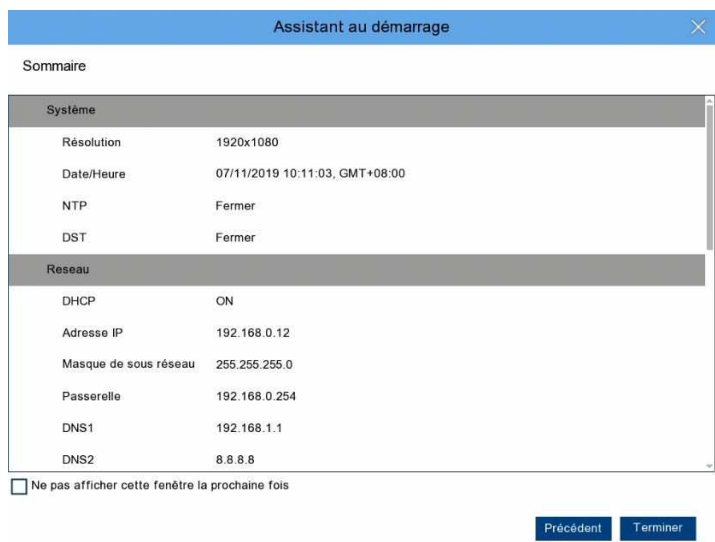 Assistant au démarrage
Sommaire
Système
Résolution 1920x1080
Date/Heure 07/11/2019 10:11:03, GMT+08:00
NTP Fermer
DST Fermer
Reseau
DHCP ON
Adresse IP 192.168.0.12
Masque de sous réseau 255.255.255.0
Passerelle 192.168.0.254
DNS1 192.168.1.1
DNS2 8.8.8.8
Ne pas afficher cette fenêtre la prochaine fois
Précédent Terminer